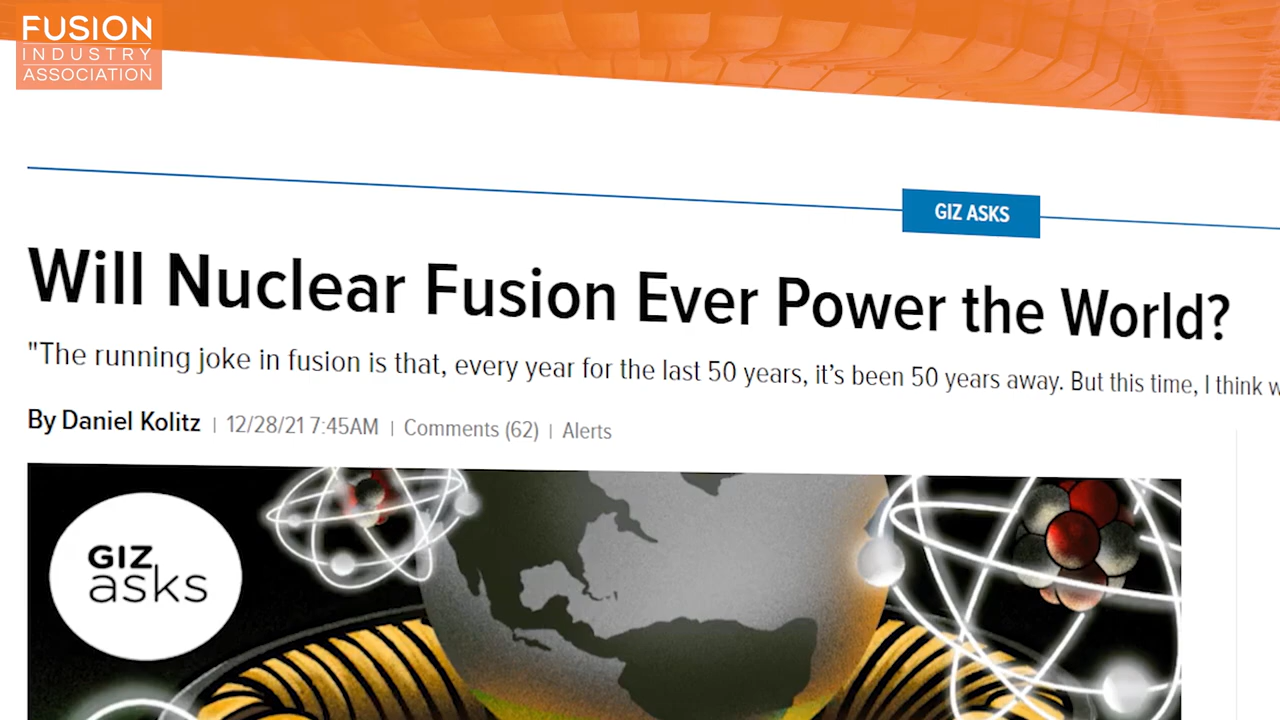 FUSION
INDUSTRY
ASSOCIATION
GIZ ASKS
Will Nuclear Fusion Ever Power the World?
"The running joke in fusion is that, every year for the last 50 years, it’s been 50 years away. But this time, I think
By Daniel Kolitz | 12/28/21 7:45AM | Comments (62) | Alerts
GIZ
asks